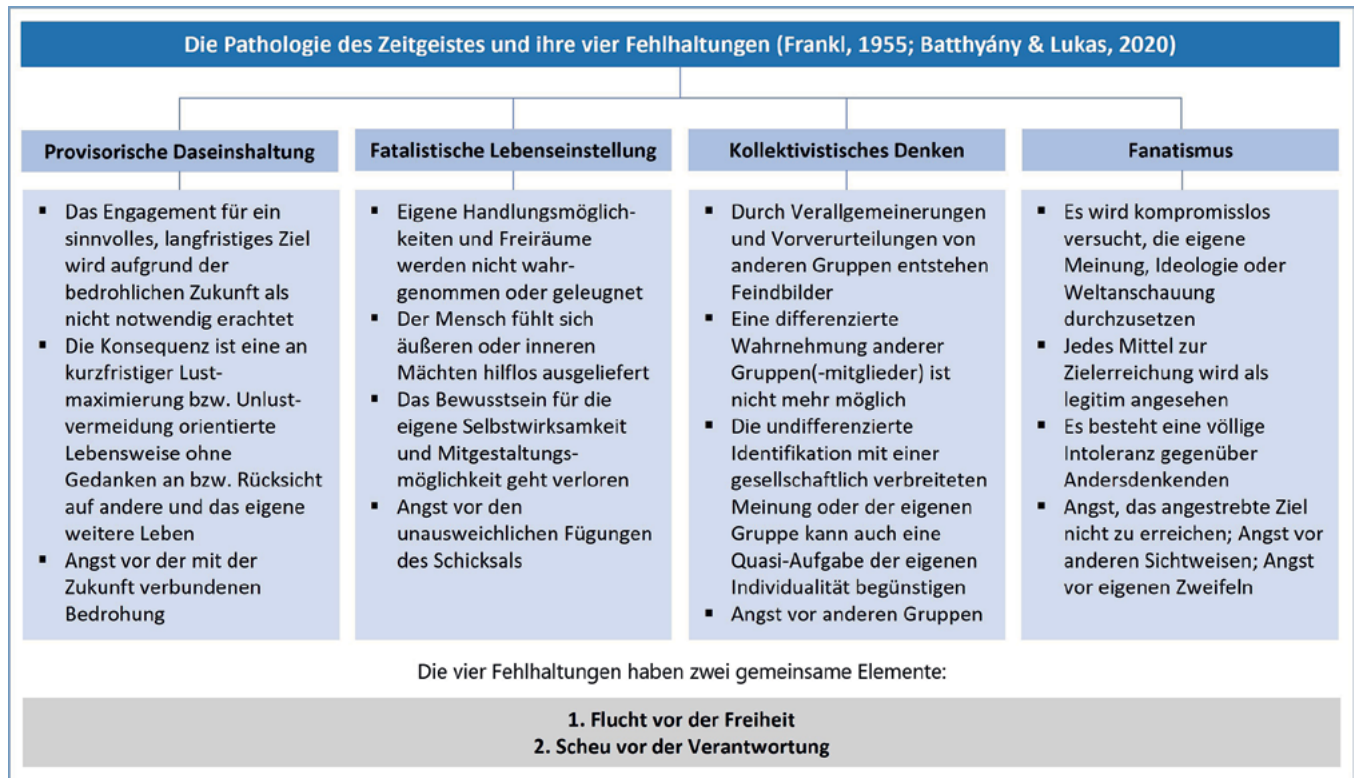 Die Pathologie des Zeitgeistes und ihre vier Fehlhaltungen (Frankl, 1955; Batthyány & Lukas, 2020)
Provisorische Daseinshaltung
▪ Das Engagement für ein
sinnvolles, langfristiges Ziel
wird aufgrund der
bedrohlichen Zukunft als
nicht notwendig erachtet
▪ Die Konsequenz ist eine an
kurzfristiger Lust-
maximierung bzw. Unlust-
vermeidung orientierte
Lebensweise ohne
Gedanken an bzw. Rücksicht
auf andere und das eigene
weitere Leben
▪ Angst vor der mit der
Zukunft verbundenen
Bedrohung
Fatalistische Lebenseinstellung
▪ Eigene Handlungsmöglich-
keiten und Freiräume
werden nicht wahr-
genommen oder geleugnet
▪ Der Mensch fühlt sich
äußeren oder inneren
Mächten hilflos ausgeliefert
▪ Das Bewusstsein für die
eigene Selbstwirksamkeit
und Mitgestaltungs-
möglichkeit geht verloren
▪ Angst vor den
unausweichlichen Fügungen
des Schicksals
Kollektivistisches Denken
▪ Durch Verallgemeinerungen
und Vorverurteilungen von
anderen Gruppen entstehen
Feindbilder
▪ Eine differenzierte
Wahrnehmung anderer
Gruppen(-mitglieder) ist
nicht mehr möglich
▪ Die undifferenzierte
Identifikation mit einer
gesellschaftlich verbreiteten
Meinung oder der eigenen
Gruppe kann auch eine
Quasi-Aufgabe der eigenen
Individualität begünstigen
▪ Angst vor anderen Gruppen
Fanatismus
▪ Es wird kompromisslos
versucht, die eigene
Meinung, Ideologie oder
Weltanschauung
durchzusetzen
▪ Jedes Mittel zur
Zielerreichung wird als
legitim angesehen
▪ Es besteht eine völlige
Intoleranz gegenüber
Andersdenkenden
▪ Angst, das angestrebte Ziel
nicht zu erreichen; Angst vor
anderen Sichtweisen; Angst
vor eigenen Zweifeln
Die vier Fehlhaltungen haben zwei gemeinsame Elemente:
1. Flucht vor der Freiheit
2. Scheu vor der Verantwortung